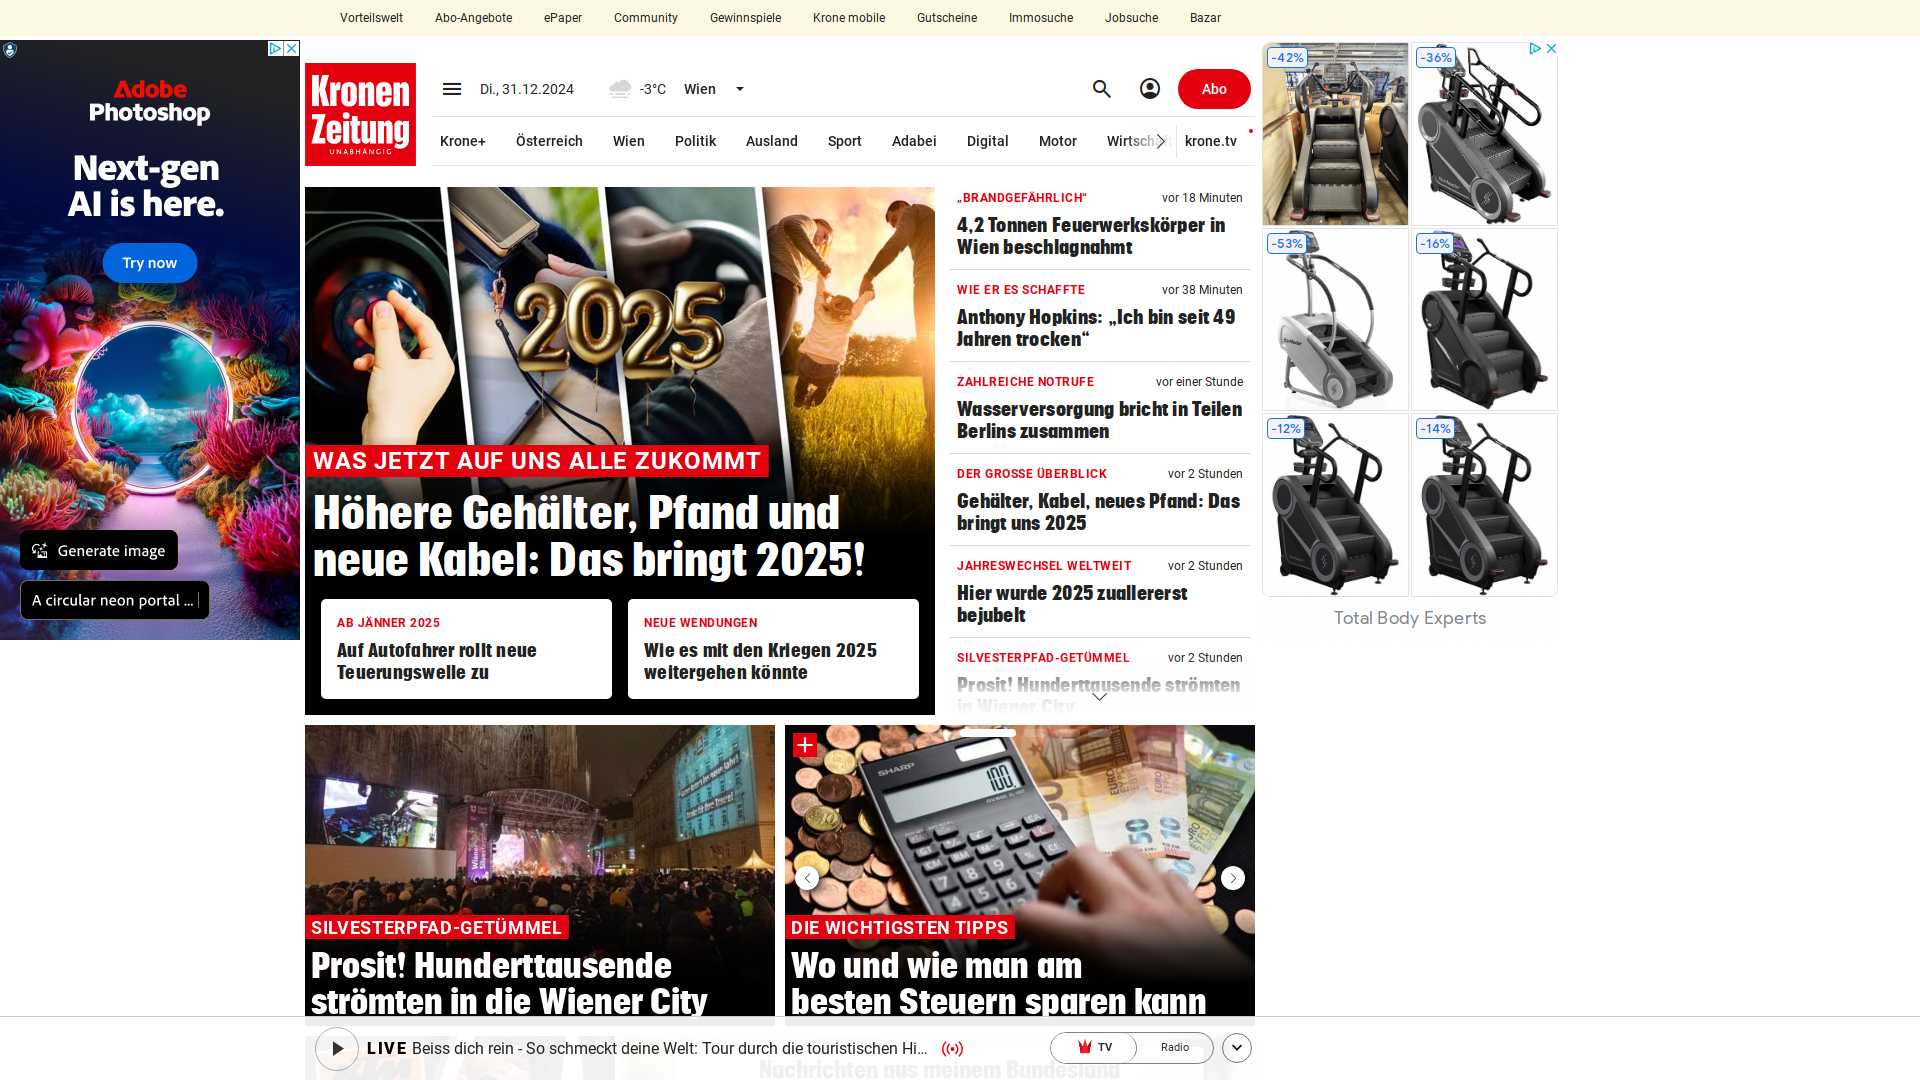 Vorteilswelt
Abo-Angebote
ePaper
Community
Gewinnspiele
Krone mobile
Gutscheine
Immosuche
Jobsuche
Bazar
Adobe
Photoshop
Next-gen
AI is here.
Try now
Generate image
A circular neon portal ...
Kronen
Zeitung
UNABHÄNGIG
Di., 31.12.2024
-3°C
Wien
Abo
Krone+
Österreich
Wien
Politik
Ausland
Sport
Adabei
Digital
Motor
Wirtsch
krone.tv
2025
WAS JETZT AUF UNS ALLE ZUKOMMT
Höhere Gehälter, Pfand und
neue Kabel: Das bringt 2025!
AB JÄNNER 2025
Auf Autofahrer rollt neue
Teuerungswelle zu
NEUE WENDUNGEN
Wie es mit den Kriegen 2025
weitergehen könnte
„BRANDGEFÄHRLICH“
vor 18 Minuten
4,2 Tonnen Feuerwerkskörper in
Wien beschlagnahmt
WIE ER ES SCHAFFTE
vor 38 Minuten
Anthony Hopkins: „Ich bin seit 49
Jahren trocken“
ZAHLREICHE NOTRUFE
vor einer Stunde
Wasserversorgung bricht in Teilen
Berlins zusammen
DER GROSSE ÜBERBLICK
vor 2 Stunden
Gehälter, Kabel, neues Pfand: Das
bringt uns 2025
JAHRESWECHSEL WELTWEIT
vor 2 Stunden
Hier wurde 2025 zuallererst
bejubelt
SILVESTERPFAD-GETÜMMEL
vor 2 Stunden
Prosit! Hunderttausende strömten
in Wiener City
-42%
-36%
-53%
-16%
-12%
-14%
Total Body Experts
SILVESTERPFAD-GETÜMMEL
Prosit! Hunderttausende
strömten in die Wiener City
SHARP
100.
DIE WICHTIGSTEN TIPPS
Wo und wie man am
besten Steuern sparen kann
LIVE Beiss dich rein - So schmeckt deine Welt: Tour durch die touristischen Hi...
TV
Radio
Nachrichten aus meinem Bundesland